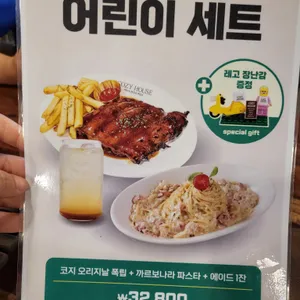 어린이 세트
레고 장난감
증정
special gift
코지 오리지날 폭립 + 까르보나라 파스타 + 에이드 1잔
₩32,800